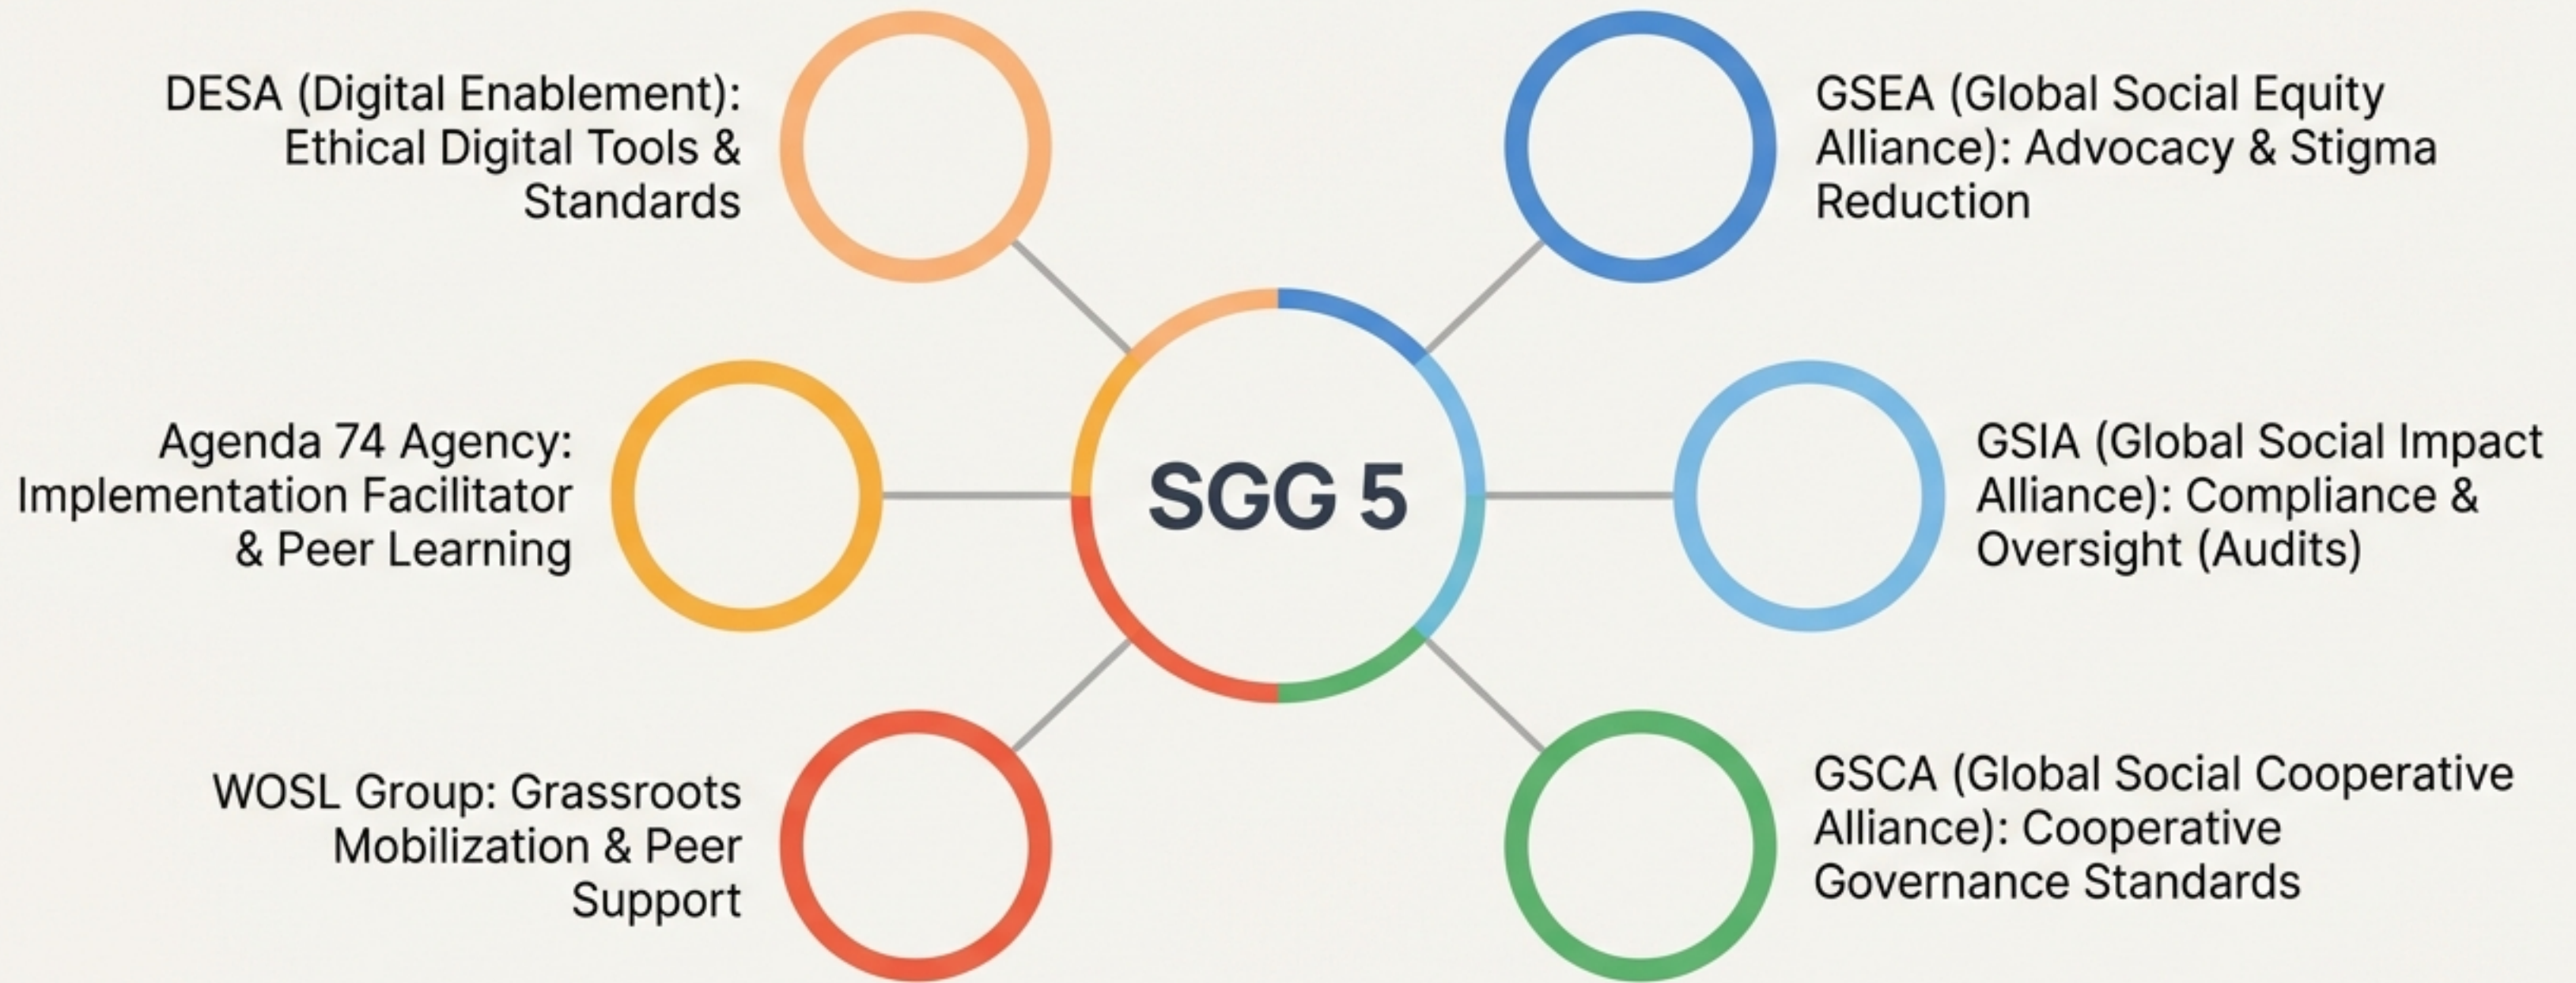 DESA (Digital Enablement):
Ethical Digital Tools &
Standards
GSEA (Global Social Equity
Alliance): Advocacy & Stigma
Reduction
Agenda 74 Agency:
Implementation Facilitator
& Peer Learning
SGG 5
GSIA (Global Social Impact
Alliance): Compliance &
Oversight (Audits)
WOSL Group: Grassroots
Mobilization & Peer
Support
GSCA (Global Social Cooperative
Alliance): Cooperative
Governance Standards